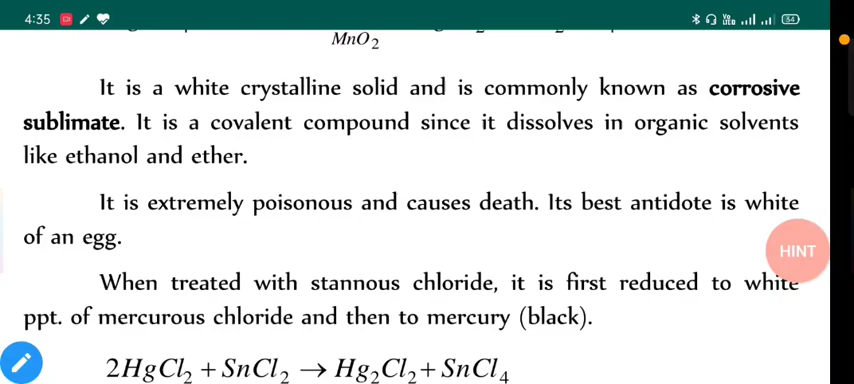 4:35 84
MnO2
It is a white crystalline solid and is commonly known as corrosive
sublimate. It is a covalent compound since it dissolves in organic solvents
like ethanol and ether.
It is extremely poisonous and causes death. Its best antidote is white
of an egg.
HINT
When treated with stannous chloride, it is first reduced to white
ppt. of mercurous chloride and then to mercury (black).
2HgCl2 + SnCl2 → Hg2Cl2 + SnCl4